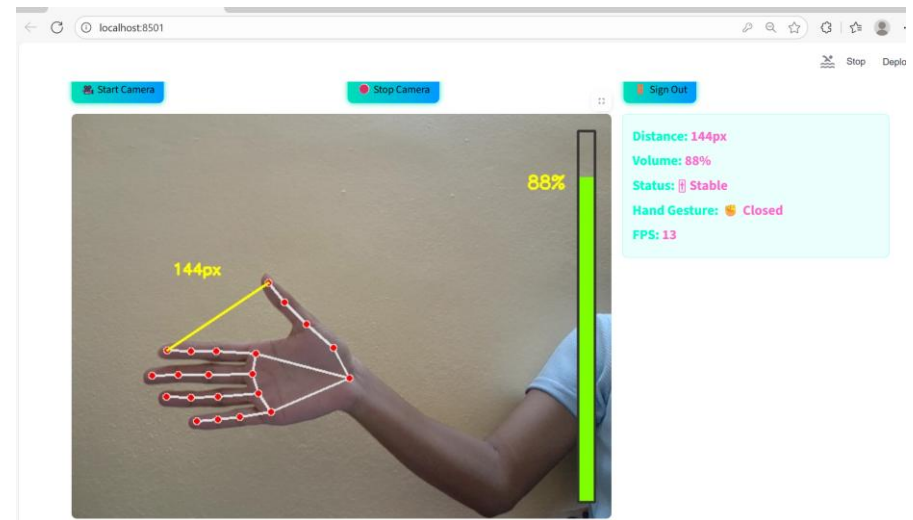 localhost:8501
Stop Deplo
Start Camera Stop Camera Sign Out
Distance: 144px
Volume: 88%
Status: Stable
Hand Gesture: ✊ Closed
FPS: 13
88%
144px